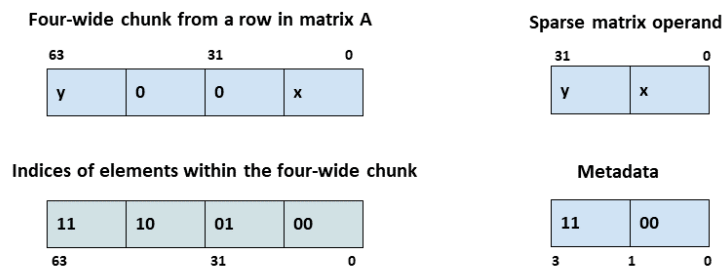 Four-wide chunk from a row in matrix A
63 31 0
y 0 0 x
Indices of elements within the four-wide chunk
11 10 01 00
63 31 0
Sparse matrix operand
31 0
y x
Metadata
11 00
3 1 0